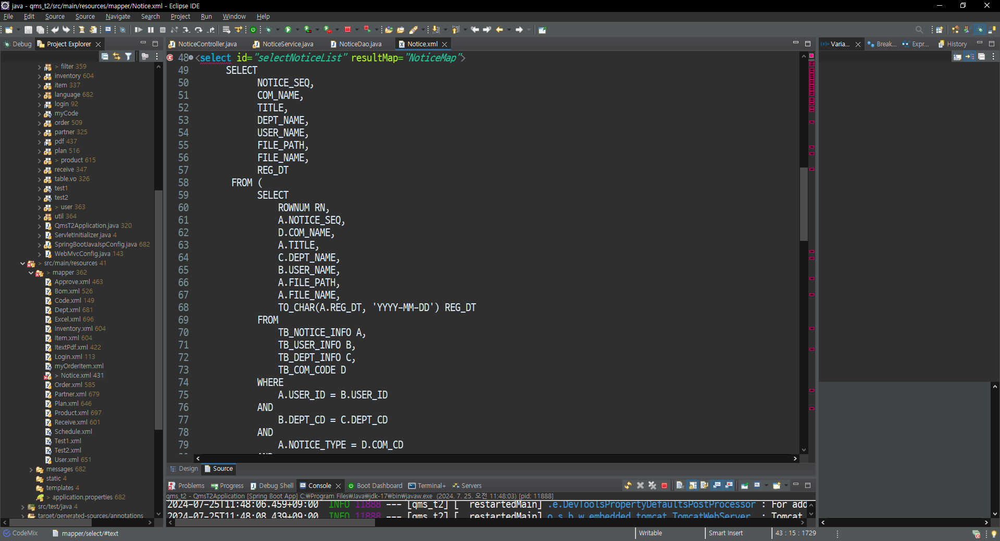 java - qms_t2/src/main/resources/mapper/Notice.xml - Eclipse IDE
File Edit Source Source Navigate Search Project Run Window Help
Debug Project Explorer
NoticeController.java NoticeService.java NoticeDao.java Notice.xml
Varia... Break... Expr... History
> filter 359
inventory 604
item 337
language 682
login 92
myCode
order 509
partner 325
pdf 437
plan 516
> product 615
receive 347
table.vo 326
test1
test2
> user 363
util 364
QmsT2Application.java 320
ServletInitializer.java 4
SpringBootJavaJspConfig.java 682
WebMvcConfig.java 143
> src/main/resources 41
> mapper 362
Approve.xml 463
Bom.xml 526
Code.xml 149
Dept.xml 681
Excel.xml 696
Inventory.xml 604
Item.xml 604
ItextPdf.xml 422
Login.xml 113
myOrderItem.xml
> Notice.xml 431
Order.xml 585
Partner.xml 679
Plan.xml 646
Product.xml 697
Receive.xml 601
Schedule.xml
Test1.xml
Test2.xml
User.xml 651
messages 682
static 4
templates 4
> application.properties 682
src/test/java 4
target/generated-sources/annotations
48 <select id="selectNoticeList" resultMap="NoticeMap">
49 SELECT
50 NOTICE_SEQ,
51 COM_NAME,
52 TITLE,
53 DEPT_NAME,
54 USER_NAME,
55 FILE_PATH,
56 FILE_NAME,
57 REG_DT
58 FROM (
59 SELECT
60 ROWNUM RN,
61 A.NOTICE_SEQ,
62 D.COM_NAME,
63 A.TITLE,
64 C.DEPT_NAME,
65 B.USER_NAME,
66 A.FILE_PATH,
67 A.FILE_NAME,
68 TO_CHAR(A.REG_DT, 'YYYY-MM-DD') REG_DT
69 FROM
70 TB_NOTICE_INFO A,
71 TB_USER_INFO B,
72 TB_DEPT_INFO C,
73 TB_COM_CODE D
74 WHERE
75 A.USER_ID = B.USER_ID
76 AND
77 B.DEPT_CD = C.DEPT_CD
78 AND
79 A.NOTICE_TYPE = D.COM_CD
Design Source
Problems Progress Debug Shell Console Boot Dashboard Terminal+ Servers
qms_t2 - QmsT2Application [Spring Boot App] C:₩Program Files₩Java₩jdk-17₩bin₩javaw.exe (2024. 7. 25. 오전 11:48:03) [pid: 11888]
2024-07-25T11:48:06.459+09:00 INFO 11888 --- [qms_t2] [ restartedMain] .e.DevToolsPropertyDefaultsPostProcessor : For add
2024-07-25T11:48:08.439+09:00 INFO 11888 --- [qms_t2] [ restartedMain] o.s.b.w.embedded.tomcat.TomcatWebServer : Tomcat
CodeMix mapper/select/#text Writable Smart Insert 43 : 15 : 1729